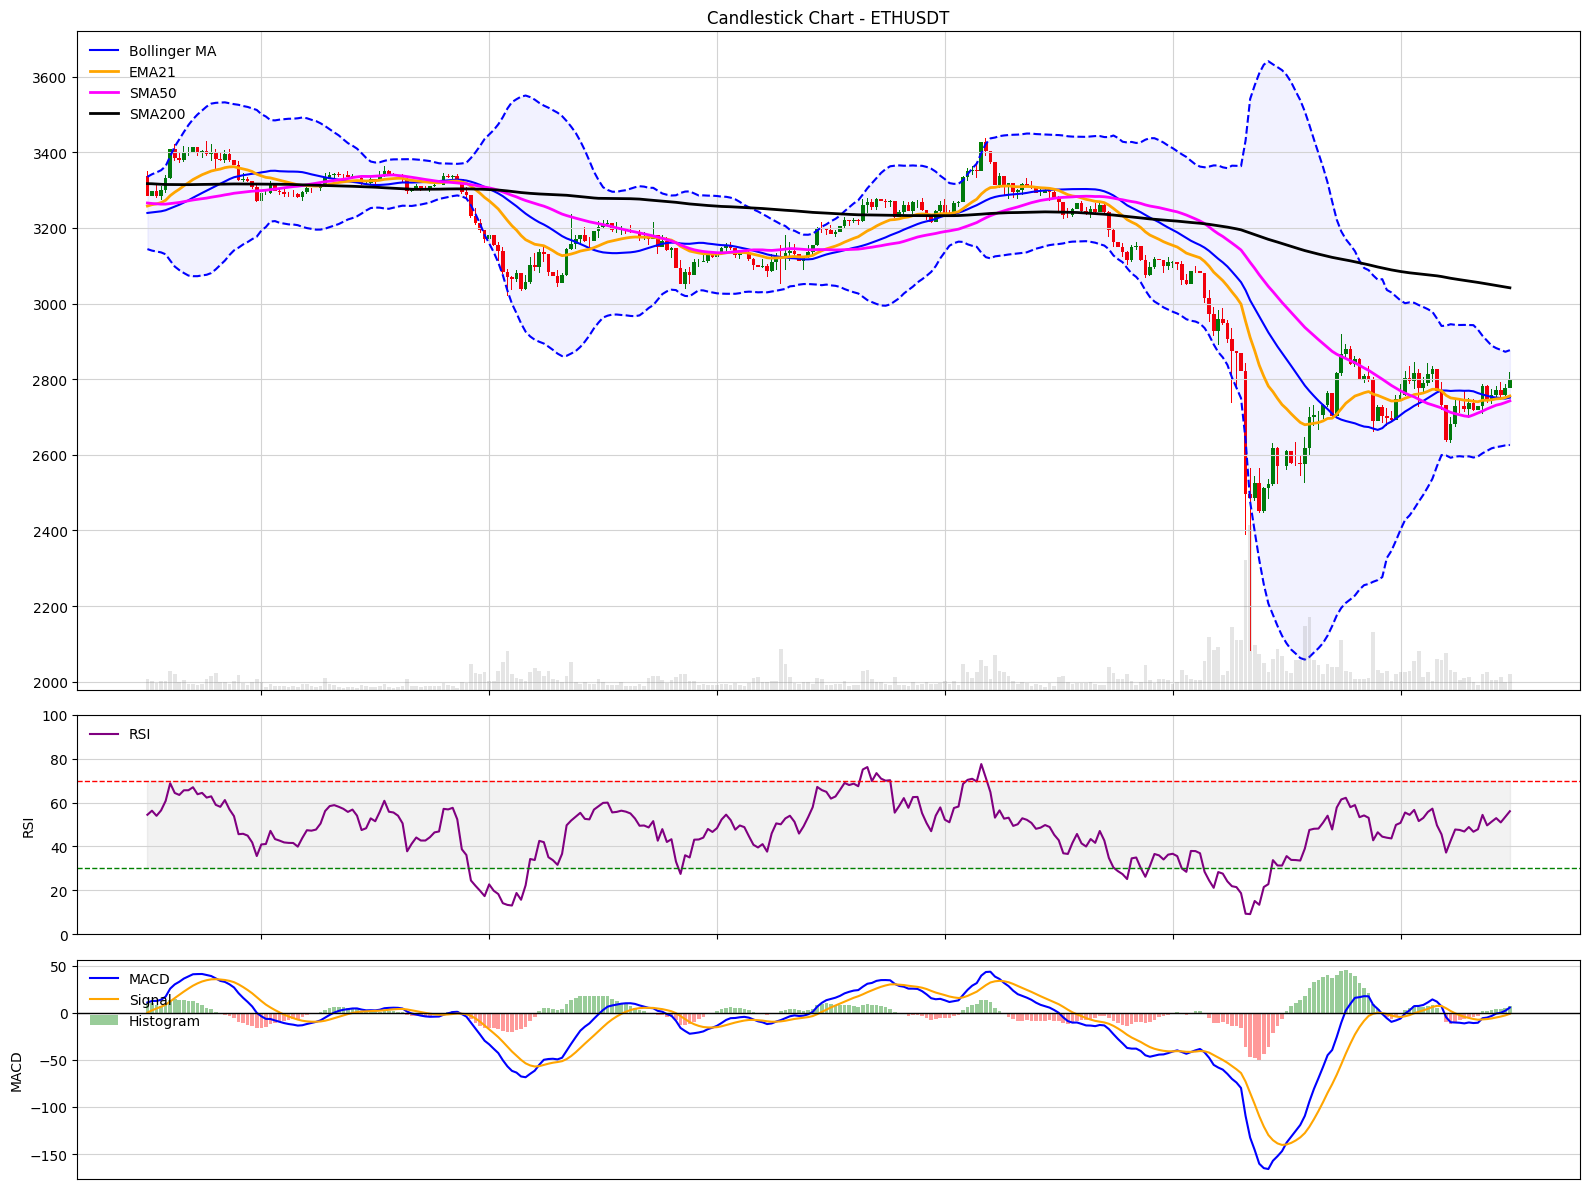 Candlestick Chart - ETHUSDT
Bollinger MA
EMA21
SMA50
SMA200
3600
3400
3200
3000
2800
2600
2400
2200
2000
RSI
100
80
60
40
20
0
RSI
MACD
Signal
Histogram
50
0
−50
−100
−150
MACD